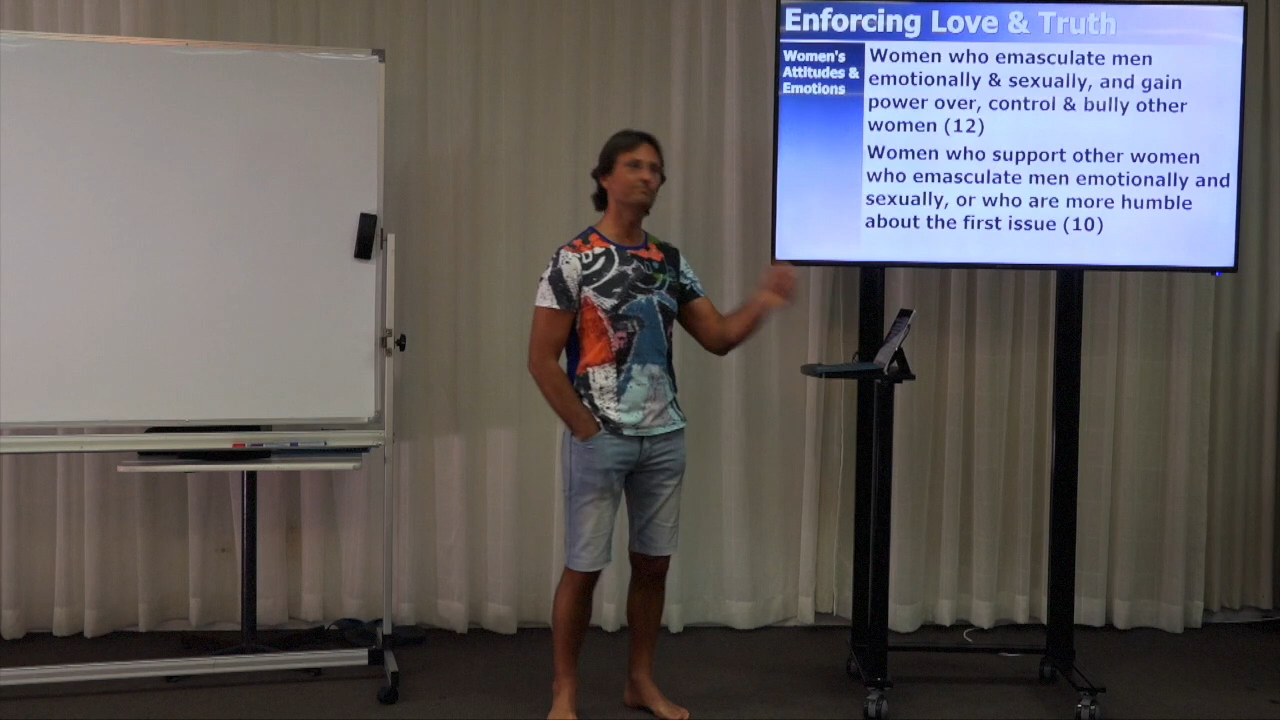 Enforcing Love & Truth
Women's
Attitudes &
Emotions
Women who emasculate men
emotionally & sexually, and gain
power over, control & bully other
women (12)
Women who support other women
who emasculate men emotionally and
sexually, or who are more humble
about the first issue (10)